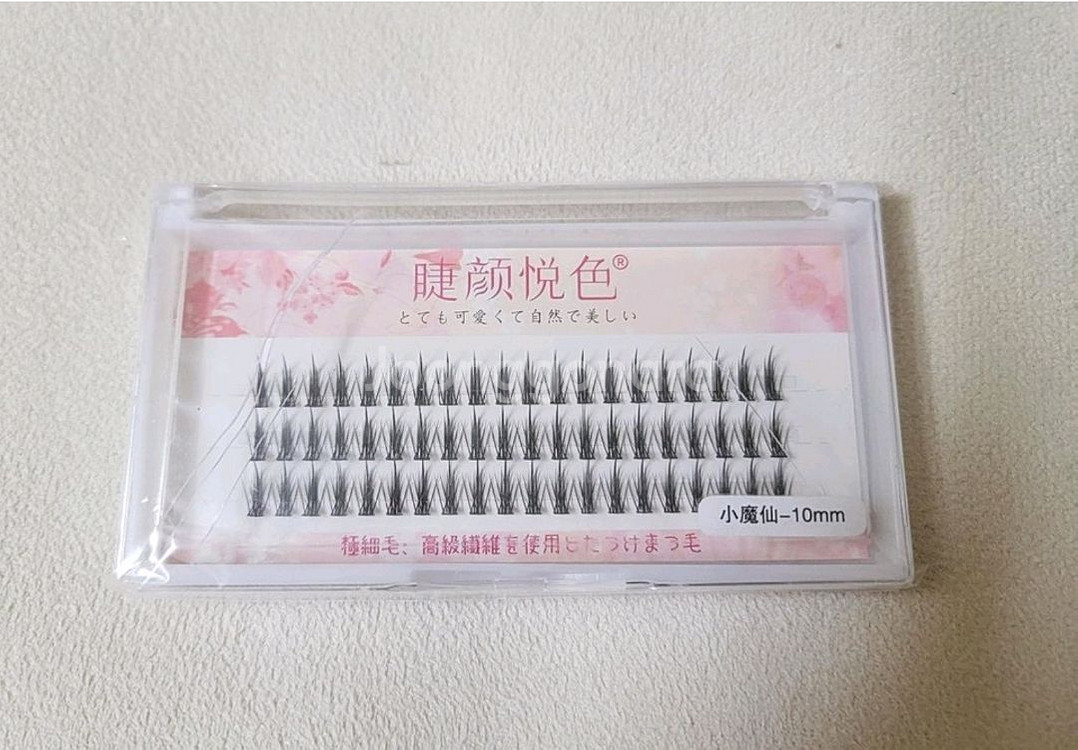 睫颜悦色®
とても可愛くて自然で美しい
Joonggonara
小魔仙-10mm
極細毛、高級繊維を使用したつけまつ毛